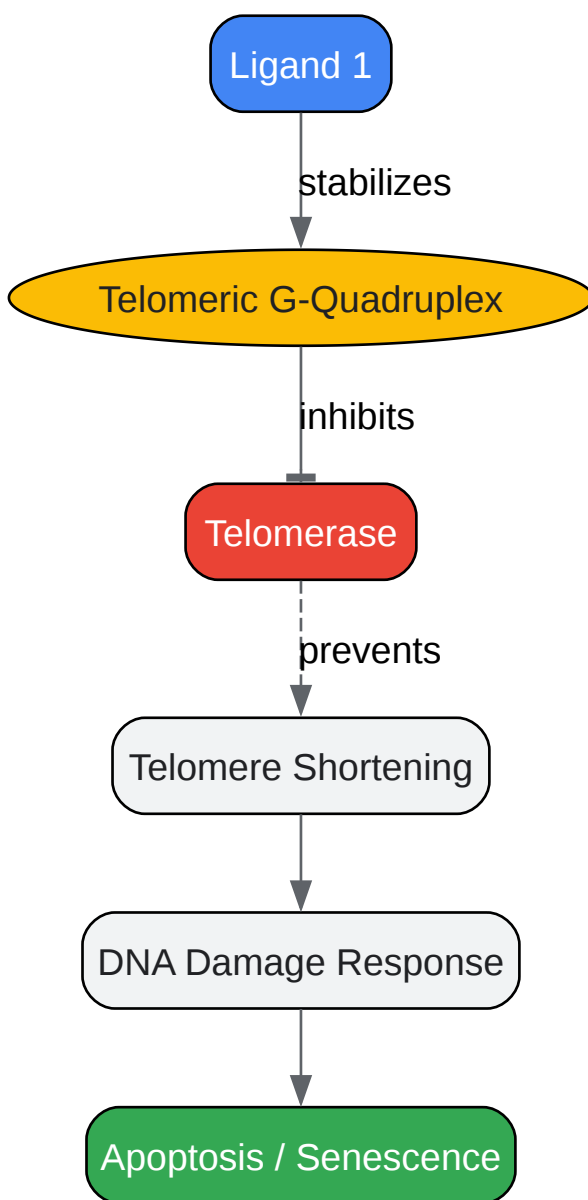 Ligand 1
stabilizes
Telomeric G-Quadruplex
inhibits
Telomerase
prevents
Telomere Shortening
DNA Damage Response
Apoptosis / Senescence